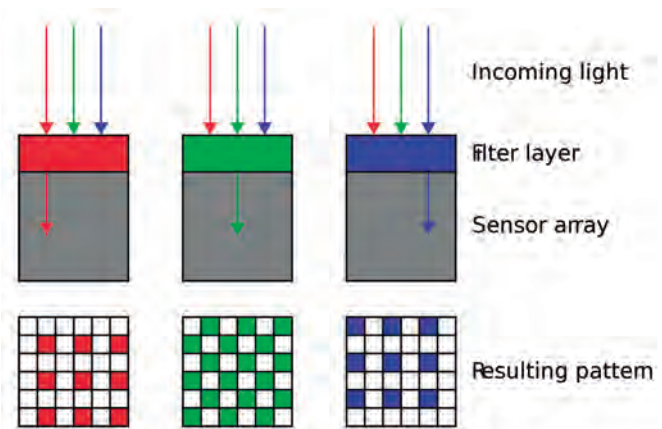 Incoming light
Filter layer
Sensor array
Resulting pattern